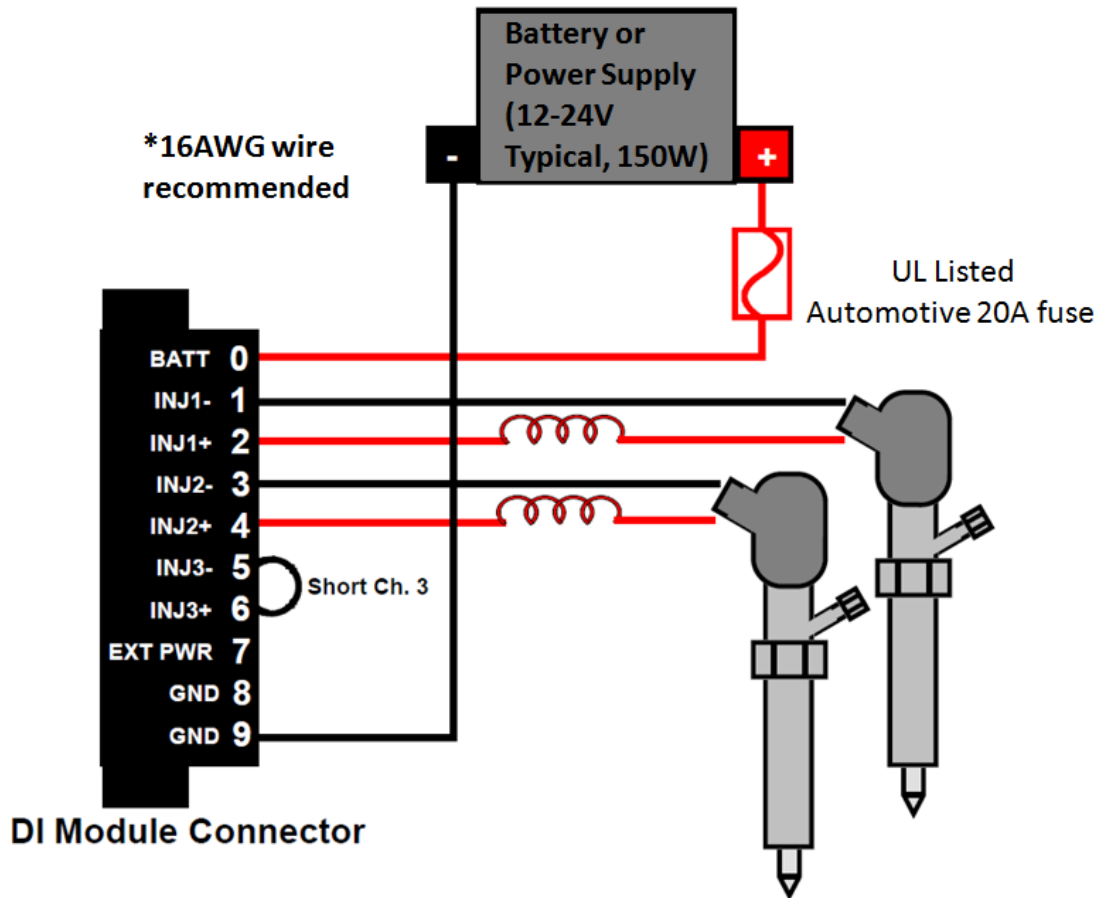 Battery or
Power Supply
(12-24V
Typical, 150W)
-
+
*16AWG wire
recommended
UL Listed
Automotive 20A fuse
BATT 0
INJ1- 1
INJ1+ 2
INJ2- 3
INJ2+ 4
INJ3- 5
INJ3+ 6
Short Ch. 3
EXT PWR 7
GND 8
GND 9
DI Module Connector